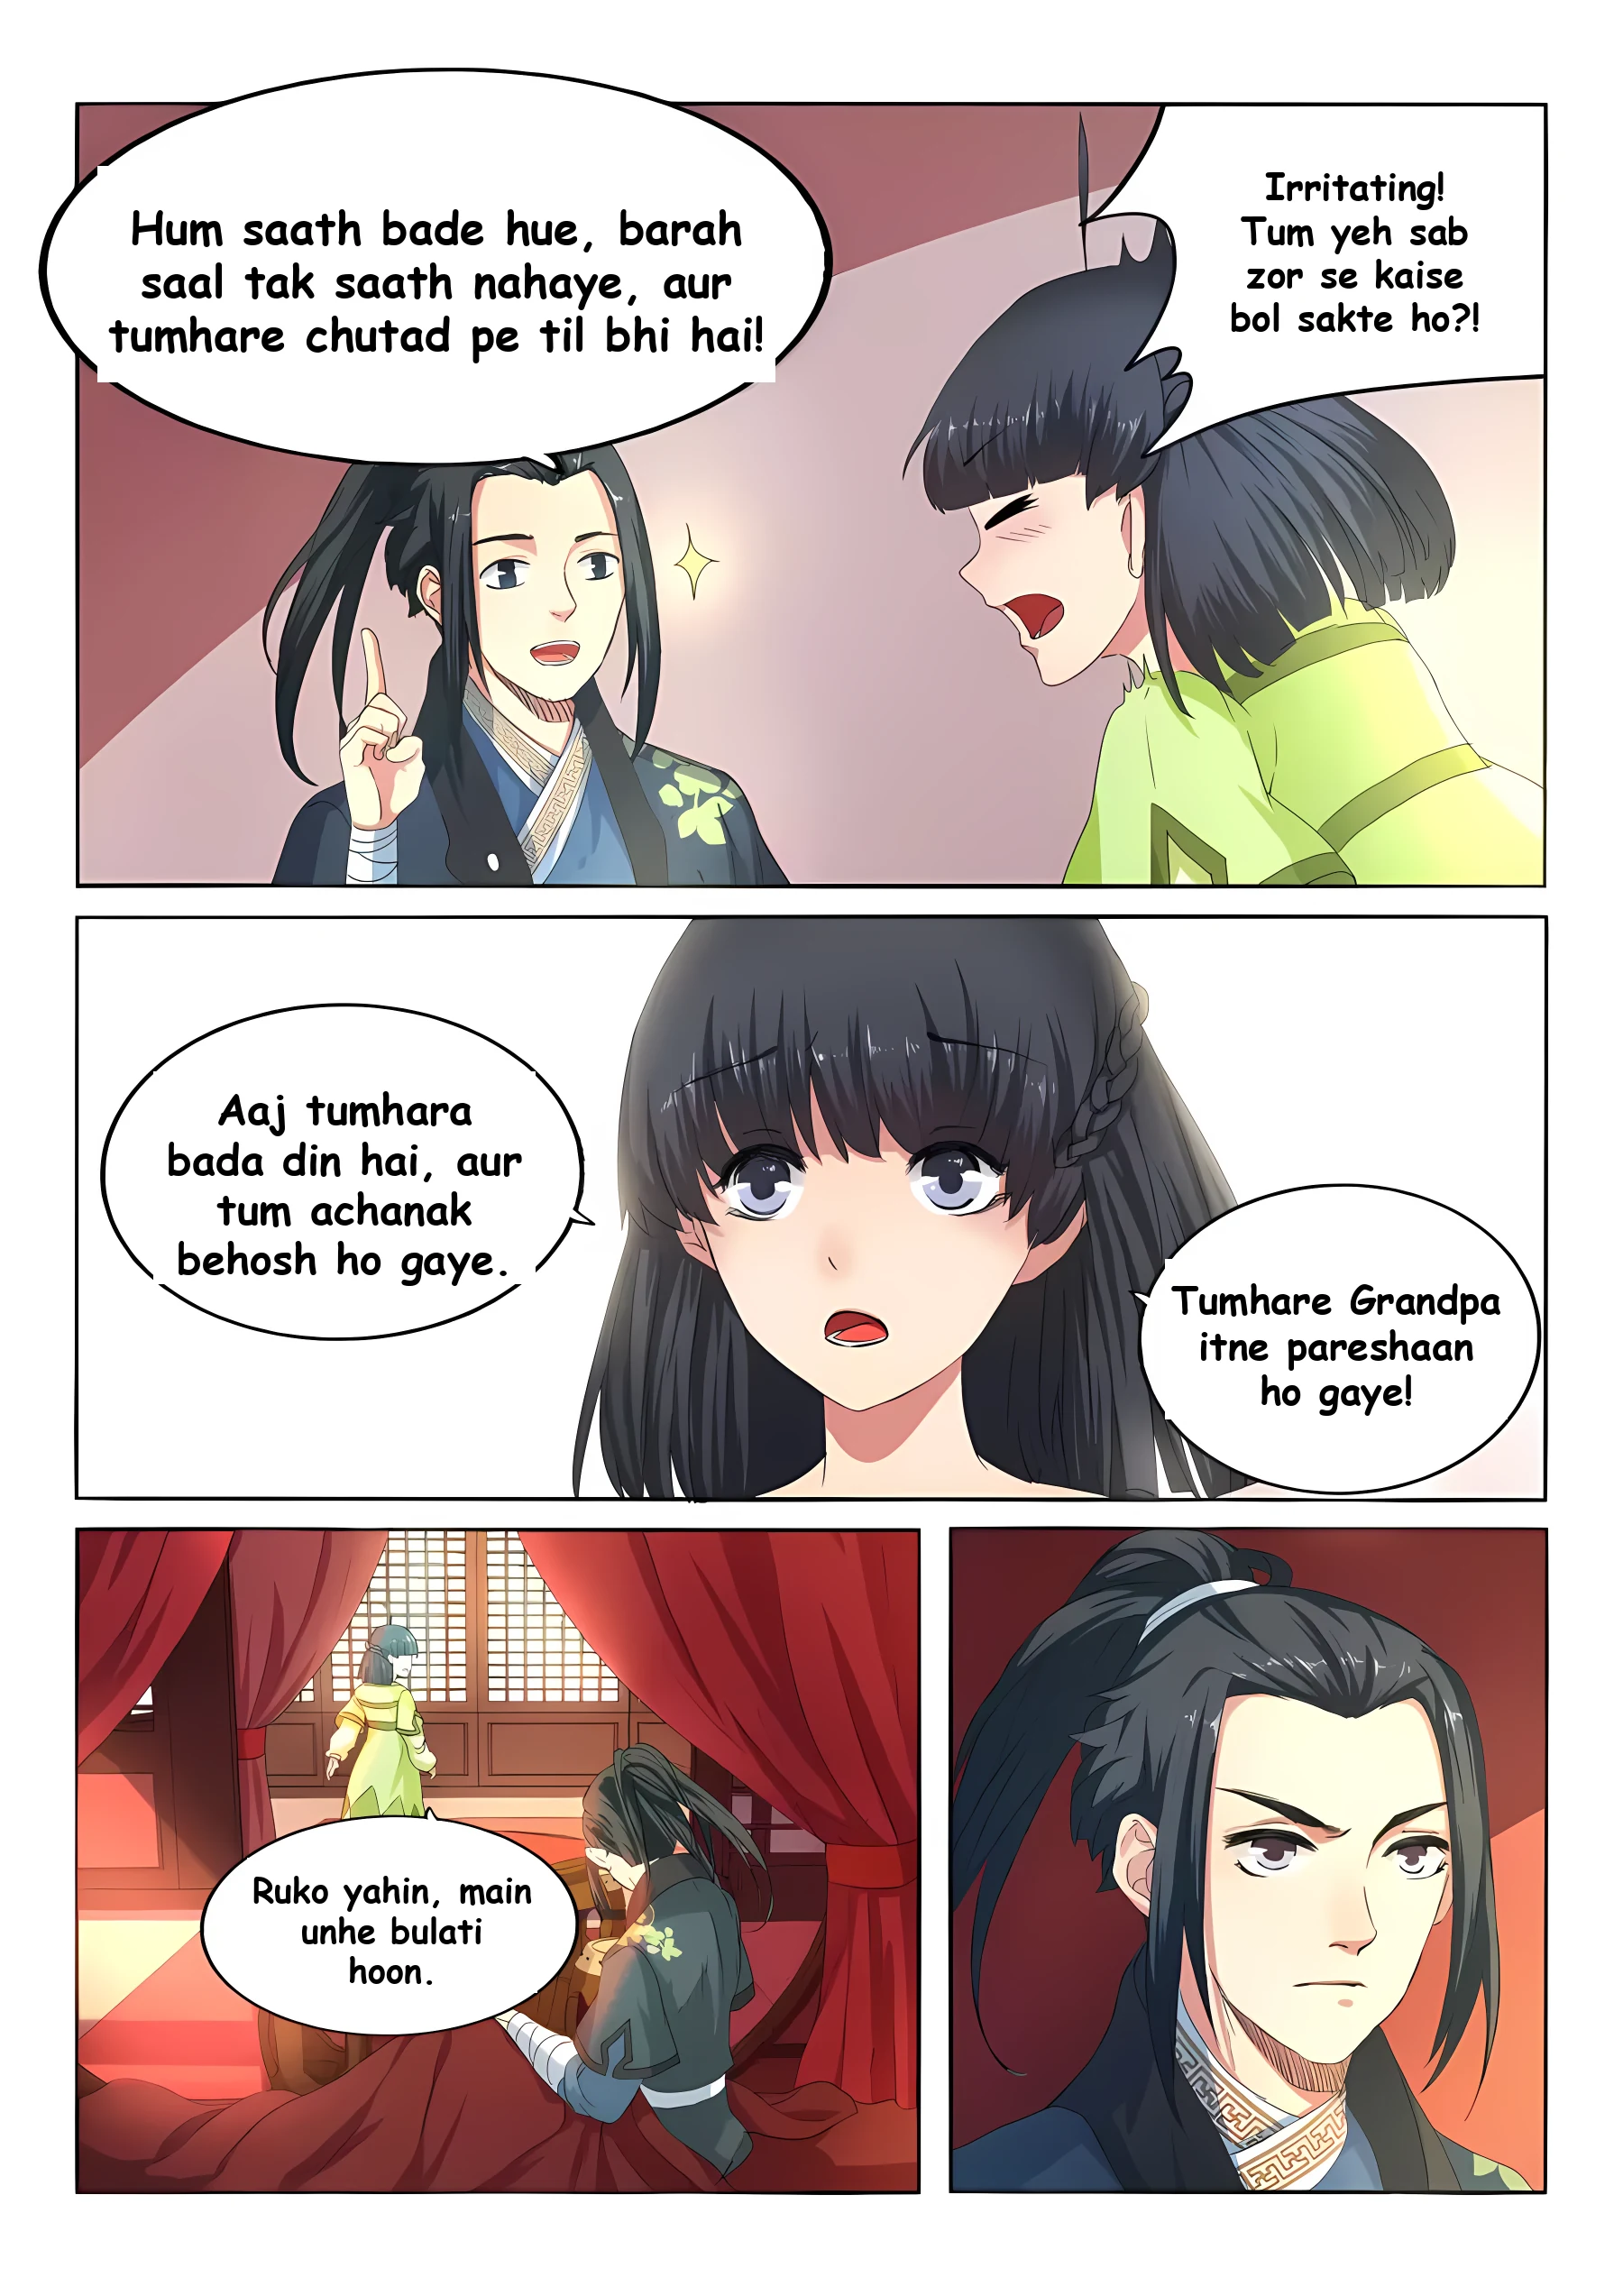 Hum saath bade hue, barah
saal tak saath nahaye, aur
tumhare chutad pe til bhi hai!
Irritating!
Tum yeh sab
zor se kaise
bol sakte ho?!
Aaj tumhara
bada din hai, aur
tum achanak
behosh ho gaye.
Tumhare Grandpa
itne pareshaan
ho gaye!
Ruko yahin, main
unhe bulati
hoon.